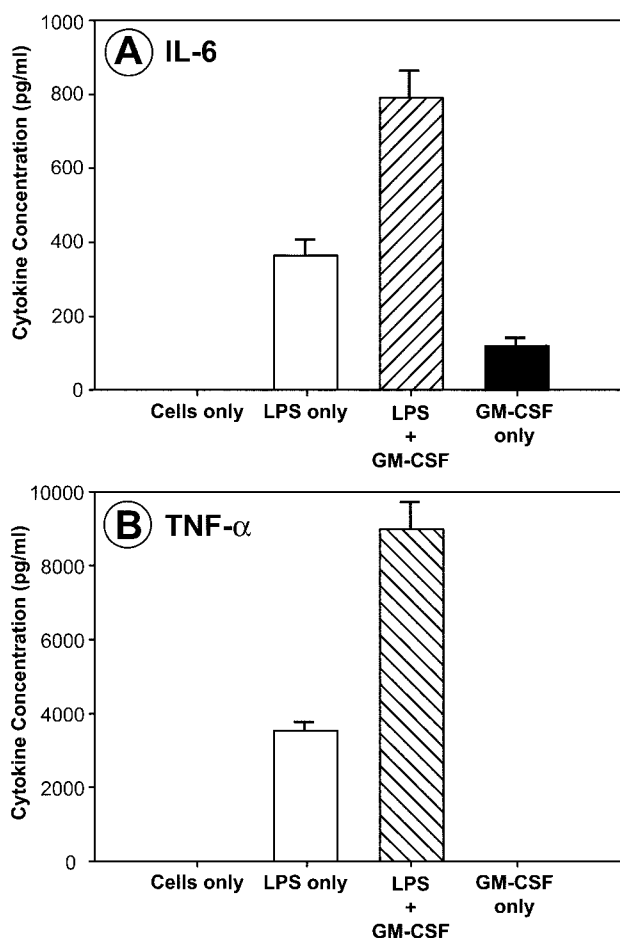 A IL-6
Cytokine Concentration (pg/ml)
1000
800
600
400
200
0
Cells only
LPS only
LPS
+
GM-CSF
GM-CSF
only
B TNF-α
Cytokine Concentration (pg/ml)
10000
8000
6000
4000
2000
0
Cells only
LPS only
LPS
+
GM-CSF
GM-CSF
only